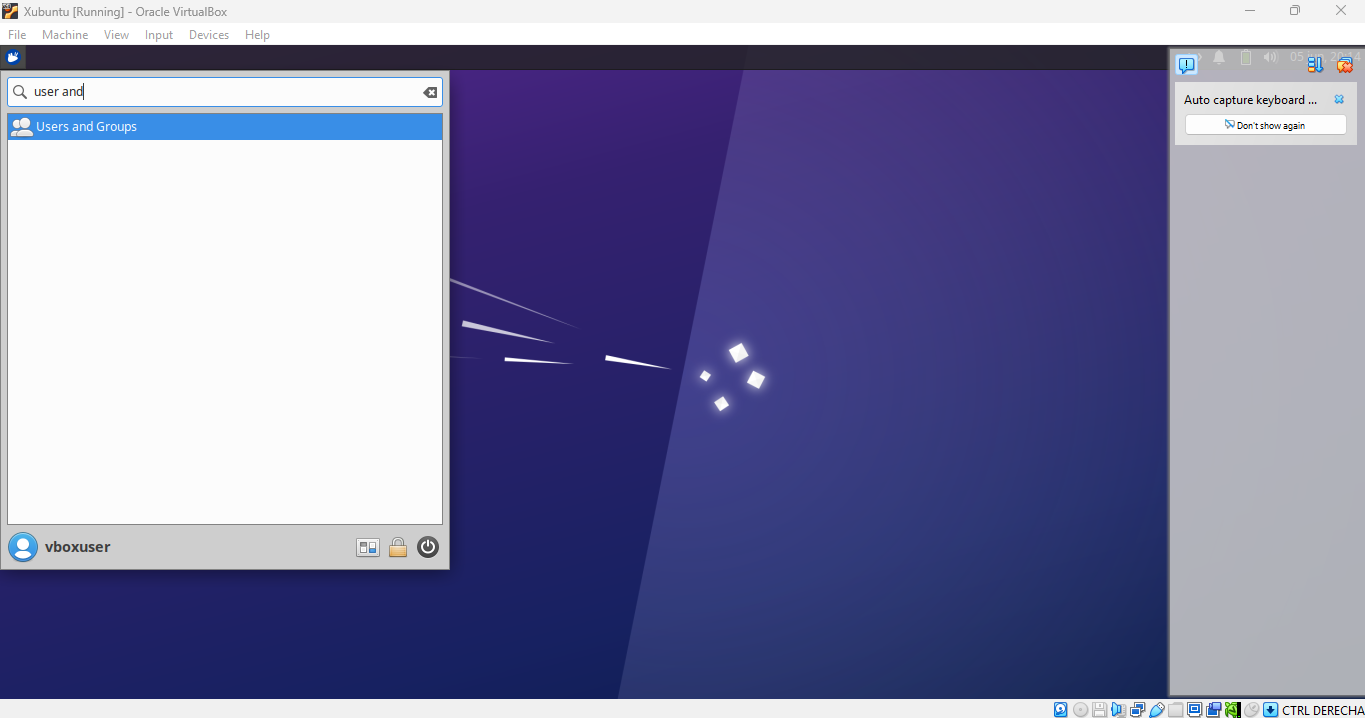 Xubuntu [Running] - Oracle VirtualBox
File Machine View Input Devices Help
user and
Users and Groups
vboxuser
05
Auto capture keyboard ...
Don't show again
CTRL DERECHA